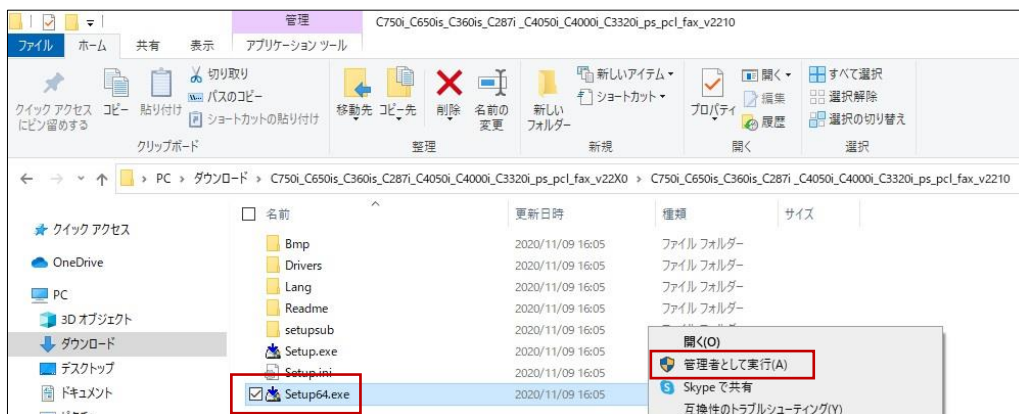 管理
C750i_C650is_C360is_C287i _C4050i_C4000i_C3320i_ps_pcl_fax_v2210
ファイル ホーム 共有 表示 アプリケーション ツール
クイック アクセス
にピン留めする
コピー
貼り付け
切り取り
パスのコピー
ショートカットの貼り付け
クリップボード
移動先
コピー先
削除
名前の
変更
整理
新しい
フォルダー
新しいアイテム
ショートカット
新規
プロパティ
開く
編集
履歴
開く
すべて選択
選択解除
選択の切り替え
選択
PC › ダウンロード › C750i_C650is_C360is_C287i_C4050i_C4000i_C3320i_ps_pcl_fax_v22X0 › C750i_C650is_C360is_C287i _C4050i_C4000i_C3320i_ps_pcl_fax_v2210
クイック アクセス
OneDrive
PC
3D オブジェクト
ダウンロード
デスクトップ
ドキュメント
名前 更新日時 種類 サイズ
Bmp 2020/11/09 16:05 ファイル フォルダー
Drivers 2020/11/09 16:05 ファイル フォルダー
Lang 2020/11/09 16:05 ファイル フォルダー
Readme 2020/11/09 16:05 ファイル フォルダー
setupsub 2020/11/09 16:05
Setup.exe 2020/11/09 16:05
Setup.ini 2020/11/09 16:05
Setup64.exe 2020/11/09 16:05
開く(O)
管理者として実行(A)
Skype で共有
互換性のトラブルシューティング(Y)